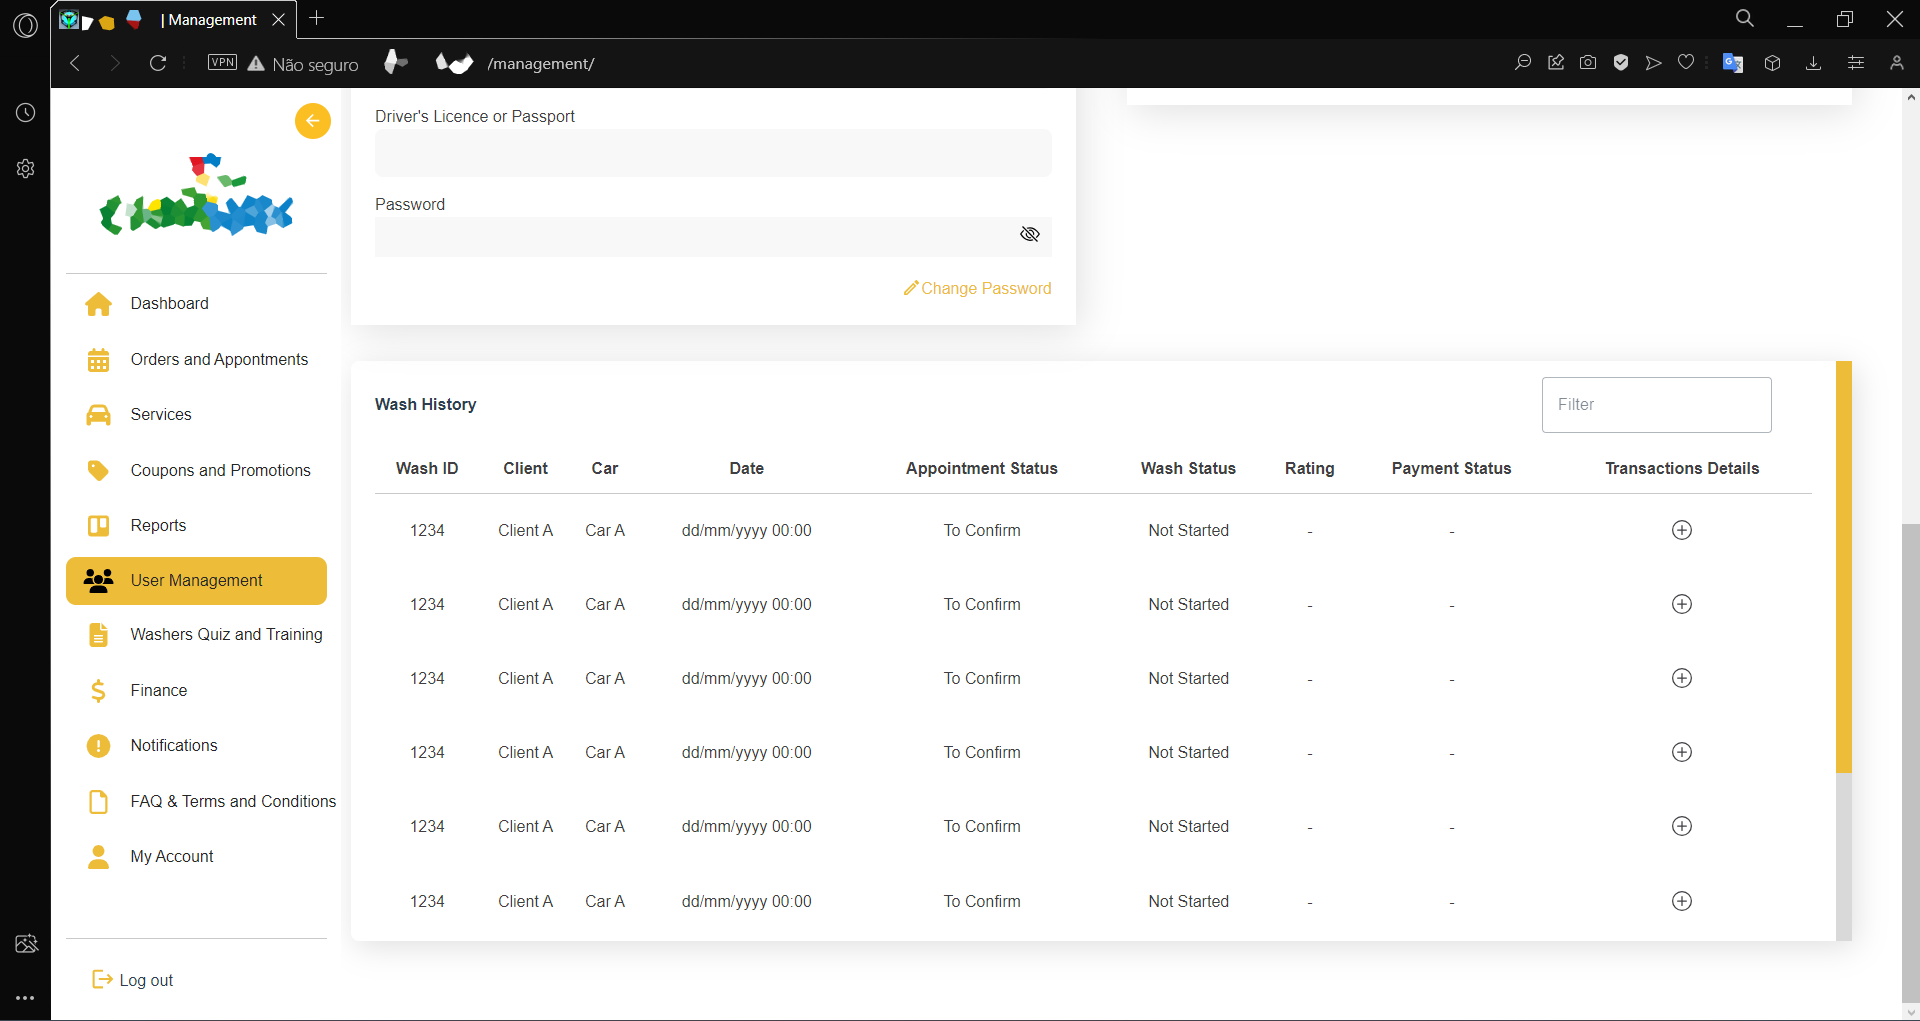 | Management
VPN Não seguro /management/
Driver's Licence or Passport
Password
Change Password
Dashboard
Orders and Appontments
Services
Coupons and Promotions
Reports
User Management
Washers Quiz and Training
Finance
Notifications
FAQ & Terms and Conditions
My Account
Log out
Wash History
Filter
Wash ID Client Car Date Appointment Status Wash Status Rating Payment Status Transactions Details
1234 Client A Car A dd/mm/yyyy 00:00 To Confirm Not Started - -
1234 Client A Car A dd/mm/yyyy 00:00 To Confirm Not Started - -
1234 Client A Car A dd/mm/yyyy 00:00 To Confirm Not Started - -
1234 Client A Car A dd/mm/yyyy 00:00 To Confirm Not Started - -
1234 Client A Car A dd/mm/yyyy 00:00 To Confirm Not Started - -
1234 Client A Car A dd/mm/yyyy 00:00 To Confirm Not Started - -